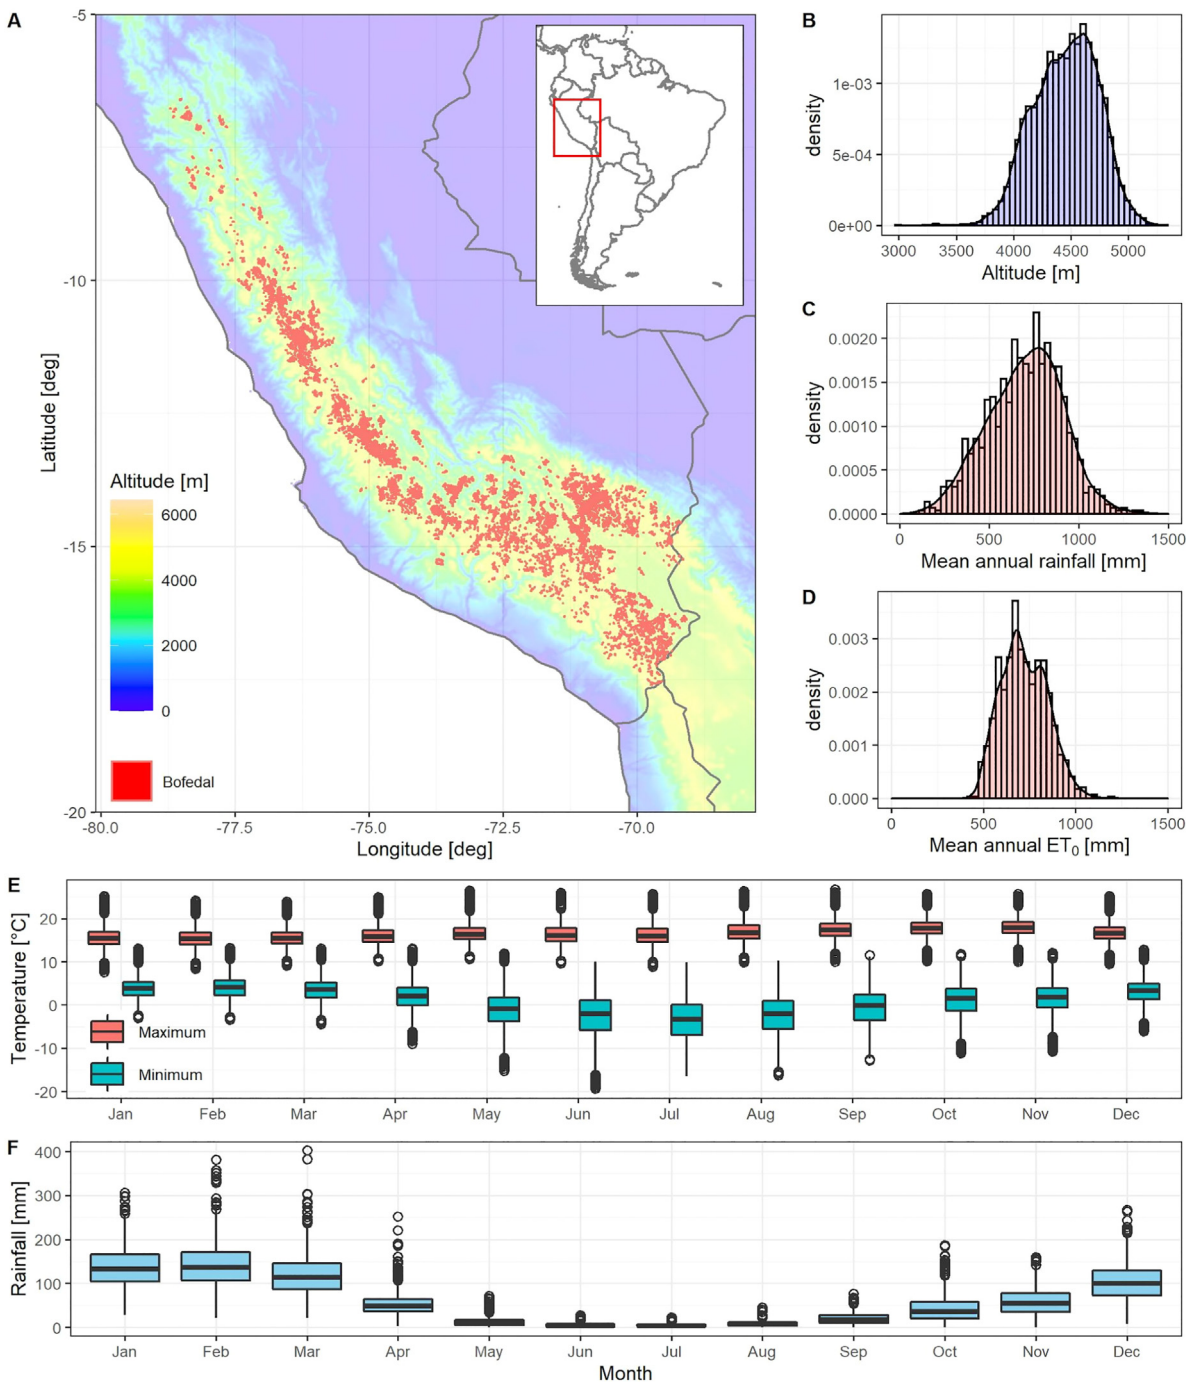 A
-5
-10
-15
-20
Latitude [deg]
Altitude [m]
6000
4000
2000
0
Bofedal
-80.0 -77.5 -75.0 -72.5 -70.0
Longitude [deg]
B
density
1e-03
5e-04
0e+00
3000 3500 4000 4500 5000
Altitude [m]
C
density
0.0020
0.0015
0.0010
0.0005
0.0000
0 500 1000 1500
Mean annual rainfall [mm]
D
density
0.003
0.002
0.001
0.000
0 500 1000 1500
Mean annual ET0 [mm]
E
Temperature [°C]
20
10
0
-10
-20
Maximum
Minimum
Jan Feb Mar Apr May Jun Jul Aug Sep Oct Nov Dec
F
Rainfall [mm]
400
300
200
100
0
Jan Feb Mar Apr May Jun Jul Aug Sep Oct Nov Dec
Month